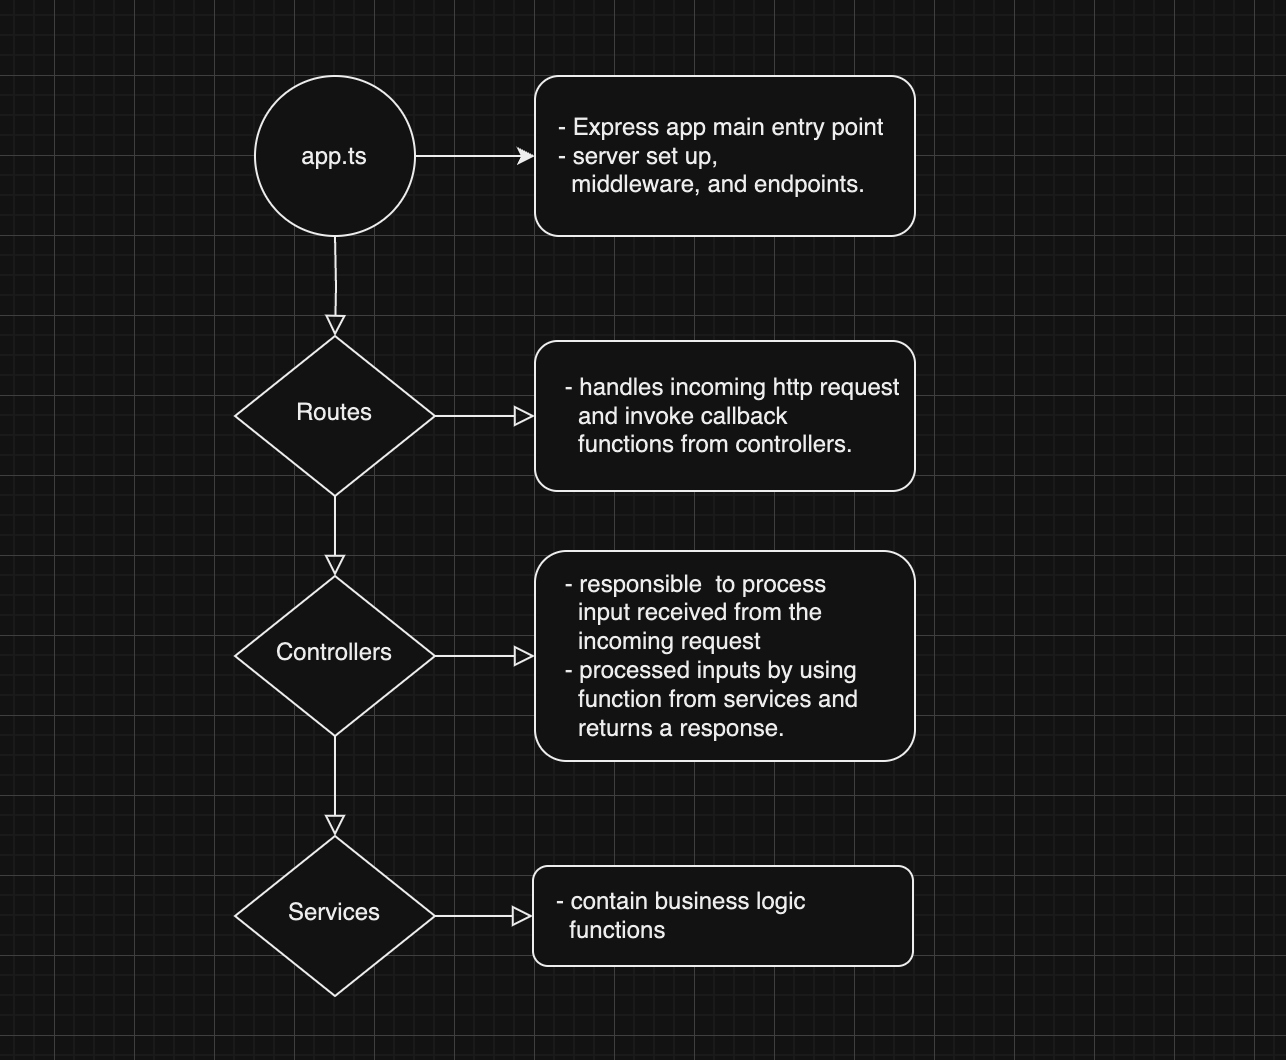 app.ts
- Express app main entry point
- server set up,
middleware, and endpoints.
Routes
- handles incoming http request
and invoke callback
functions from controllers.
Controllers
- responsible  to process
input received from the
incoming request
- processed inputs by using
function from services and
returns a response.
Services
- contain business logic
functions